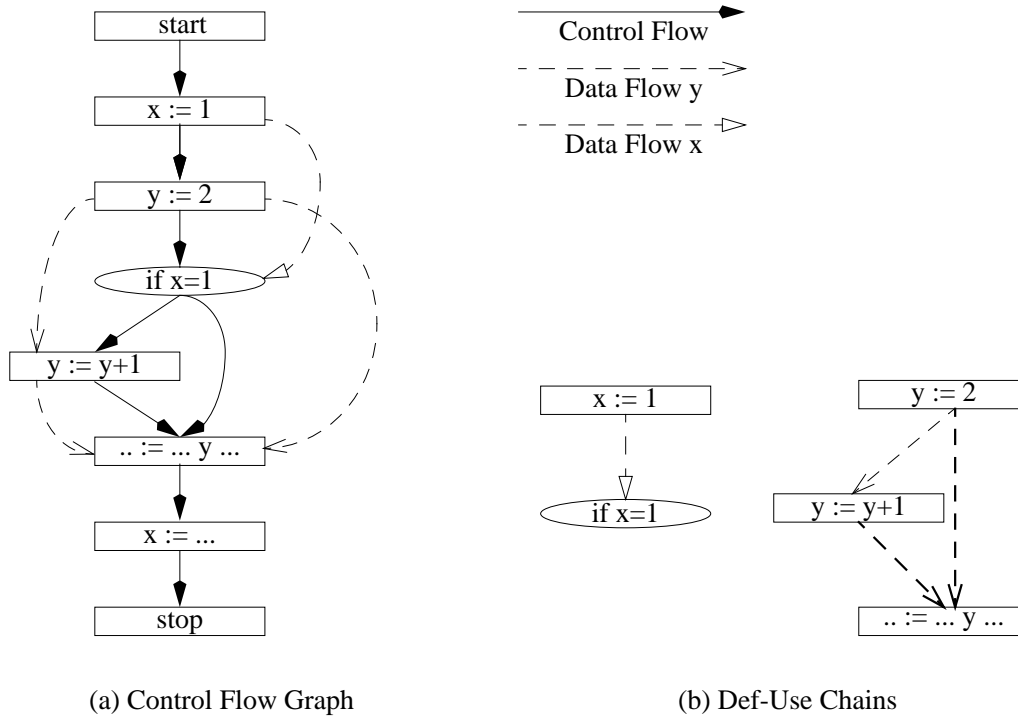 start
x := 1
y := 2
if x=1
y := y+1
.. := ... y ...
x := ...
stop
(a) Control Flow Graph
Control Flow
Data Flow y
Data Flow x
x := 1
if x=1
y := 2
y := y+1
.. := ... y ...
(b) Def-Use Chains